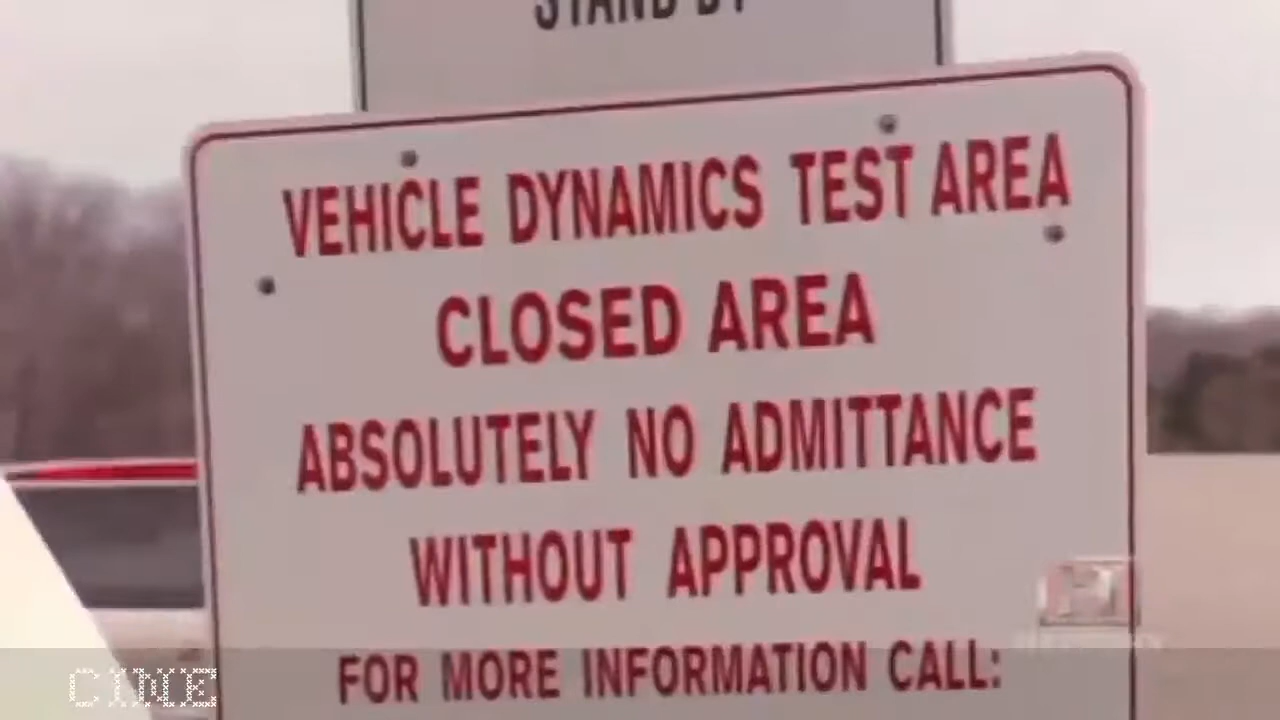 STAND BY
VEHICLE DYNAMICS TEST AREA
CLOSED AREA
ABSOLUTELY NO ADMITTANCE
WITHOUT APPROVAL
FOR MORE INFORMATION CALL:
H
CINE